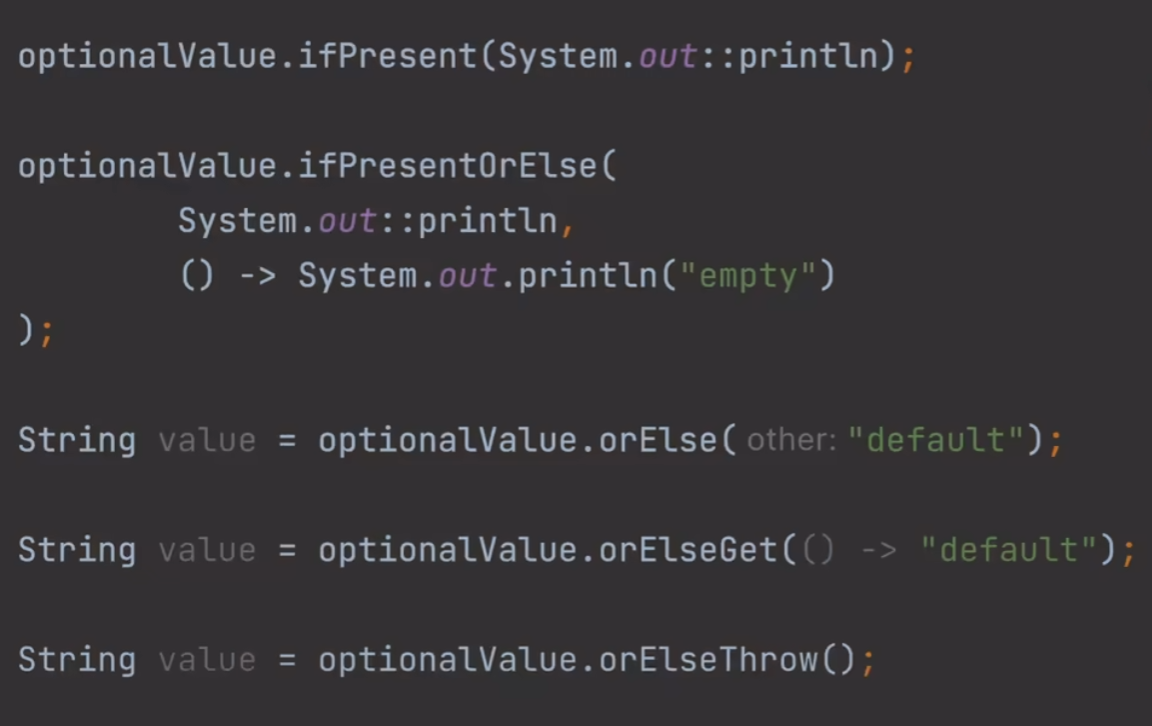 optionalValue.ifPresent(System.out::println);
optionalValue.ifPresentOrElse(
System.out::println,
() -> System.out.println("empty")
);
String value = optionalValue.orElse( other: "default");
String value = optionalValue.orElseGet(() -> "default");
String value = optionalValue.orElseThrow();